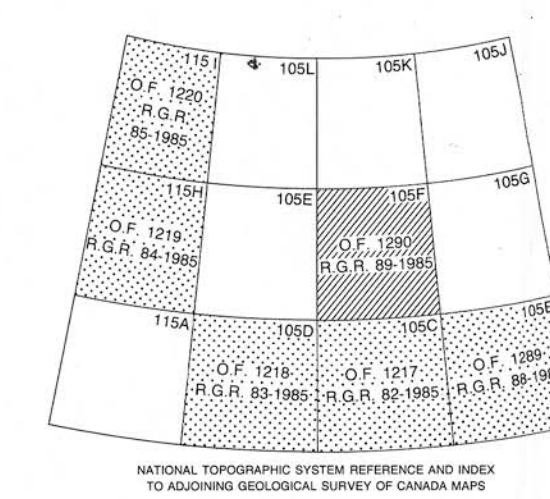 115 I
105L
105K
105J
O.F. 1220
R.G.R.
85-1985
115H
105E
105F
105G
O.F. 1219
R.G.R. 84-1985
O.F. 1290
R.G.R. 89-1985
115A
105D
105C
O.F. 1218
R.G.R. 83-1985
O.F. 1217
R.G.R. 82-1985
O.F. 1289
R.G.R. 88-198
NATIONAL TOPOGRAPHIC SYSTEM REFERENCE AND INDEX
TO ADJOINING GEOLOGICAL SURVEY OF CANADA MAPS